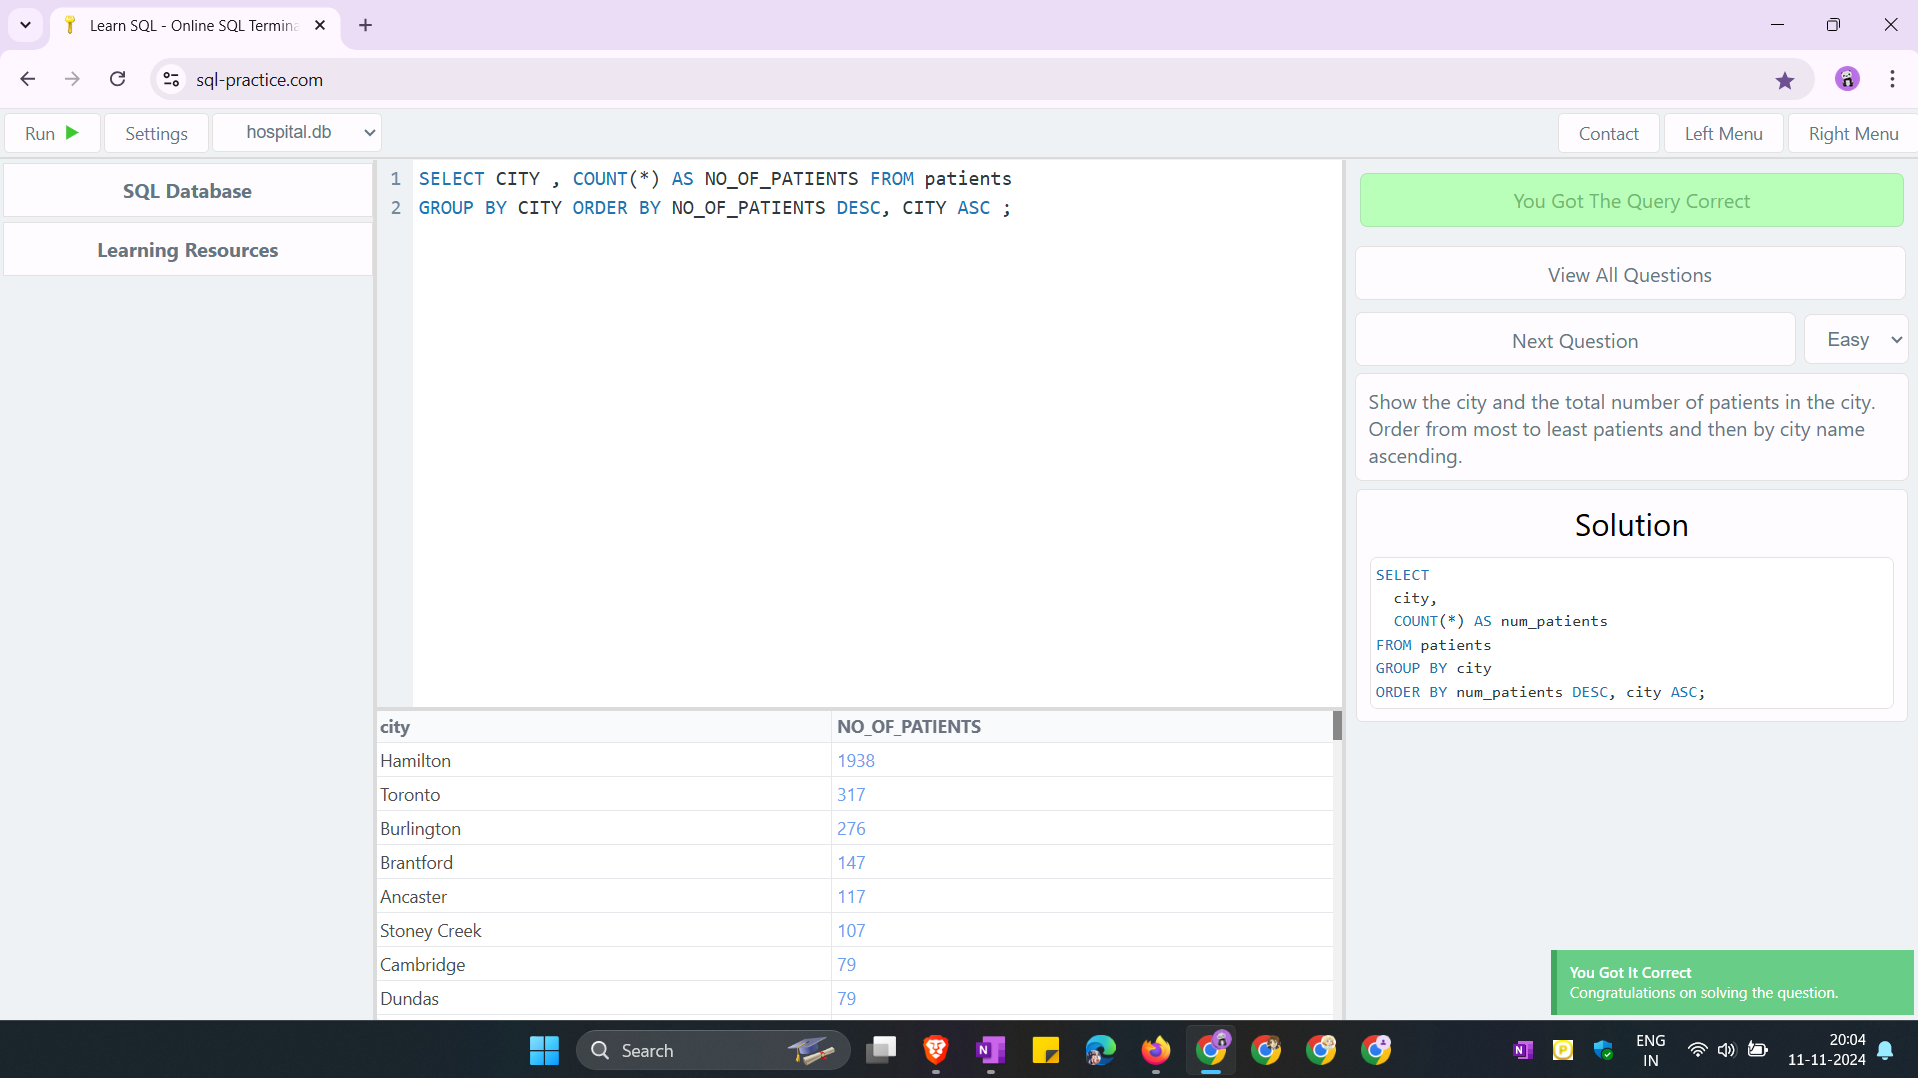 Learn SQL - Online SQL Termina
sql-practice.com
Run
Settings
hospital.db
Contact
Left Menu
Right Menu
SQL Database
Learning Resources
1 SELECT CITY , COUNT(*) AS NO_OF_PATIENTS FROM patients
2 GROUP BY CITY ORDER BY NO_OF_PATIENTS DESC, CITY ASC ;
You Got The Query Correct
View All Questions
Next Question
Easy
Show the city and the total number of patients in the city.
Order from most to least patients and then by city name
ascending.
Solution
SELECT
city,
COUNT(*) AS num_patients
FROM patients
GROUP BY city
ORDER BY num_patients DESC, city ASC;
city NO_OF_PATIENTS
Hamilton 1938
Toronto 317
Burlington 276
Brantford 147
Ancaster 117
Stoney Creek 107
Cambridge 79
Dundas 79
You Got It Correct
Congratulations on solving the question.
Search
ENG
IN
20:04
11-11-2024